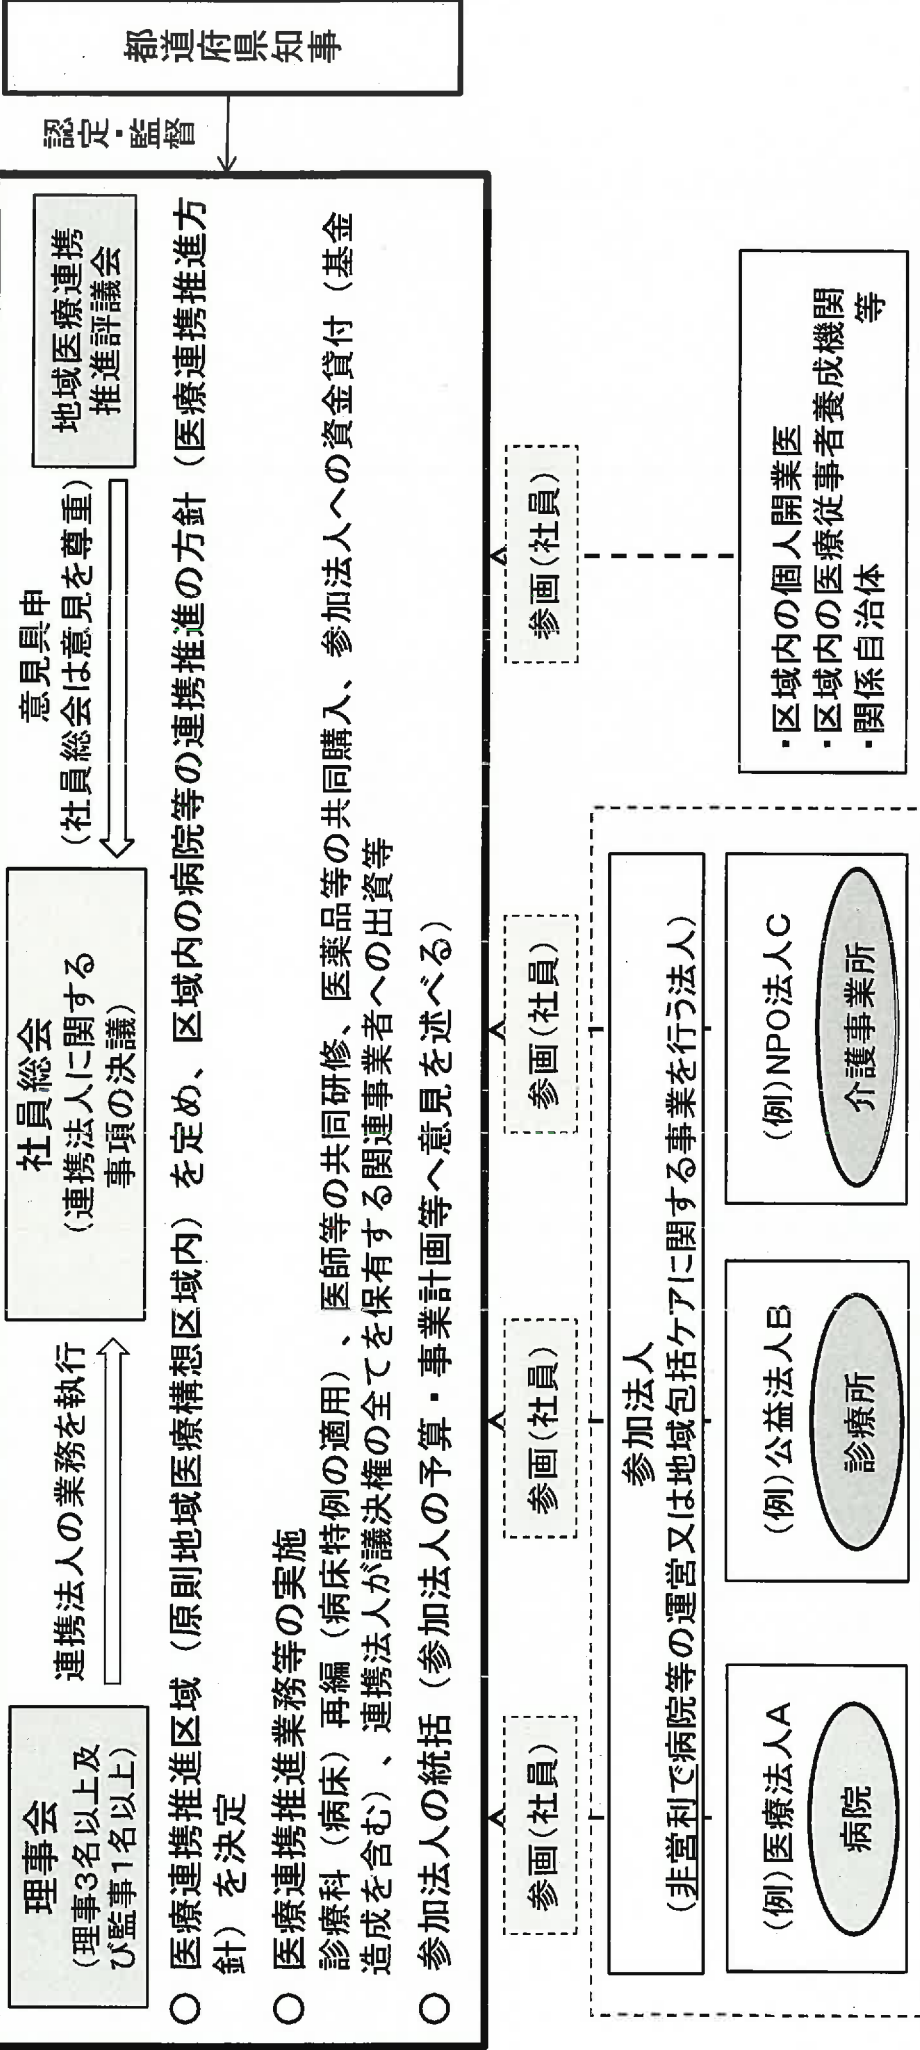 理事会
（理事3名以上及
び監事1名以上）
連携法人の業務を執行
社員総会
（連携法人に関する
事項の決議）
意見具申
（社員総会は意見を尊重）
地域医療連携
推進評議会
認定・監督
都道府県知事
○ 医療連携推進区域（原則地域医療構想区域内）を定め、区域内の病院等の連携推進の方針（医療連携推進方
針）を決定
○ 医療連携推進業務等の実施
診療科（病床）再編（病床特例の適用）、医師等の共同研修、医薬品等の共同購入、参加法人への資金貸付（基金
造成を含む）、連携法人が議決権の全てを保有する関連事業者への出資等
○ 参加法人の統括（参加法人の予算・事業計画等へ意見を述べる）
参画（社員）
参画（社員）
参画（社員）
参画（社員）
参加法人
（非営利で病院等の運営又は地域包括ケアに関する事業を行う法人）
（例）医療法人A
病院
（例）公益法人B
診療所
（例）NPO法人C
介護事業所
・区域内の個人開業医
・区域内の医療従事者養成機関
・関係自治体　等